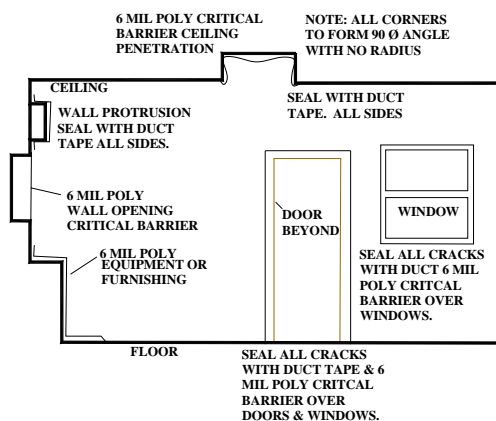 6 MIL POLY CRITICAL
BARRIER CEILING
PENETRATION
NOTE: ALL CORNERS
TO FORM 90 Ø ANGLE
WITH NO RADIUS
CEILING
WALL PROTRUSION
SEAL WITH DUCT
TAPE ALL SIDES.
SEAL WITH DUCT
TAPE.  ALL SIDES
6 MIL POLY
WALL OPENING
CRITICAL BARRIER
DOOR
BEYOND
WINDOW
6 MIL POLY
EQUIPMENT OR
FURNISHING
SEAL ALL CRACKS
WITH DUCT 6 MIL
POLY CRITCAL
BARRIER OVER
WINDOWS.
FLOOR
SEAL ALL CRACKS
WITH DUCT TAPE & 6
MIL POLY CRITCAL
BARRIER OVER
DOORS & WINDOWS.